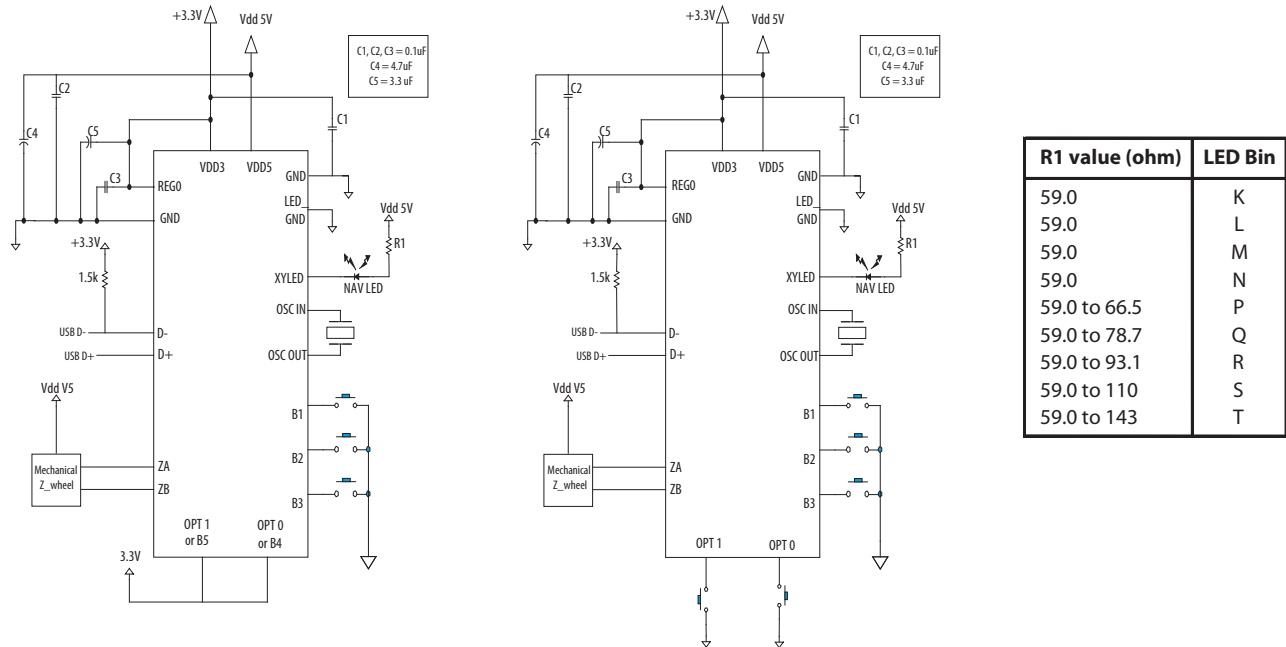 +3.3V
Vdd 5V
C1, C2, C3 = 0.1uF
C4 = 4.7uF
C5 = 3.3 uF
C2
C4
C5
C1
C3
VDD3
VDD5
REG0
GND
GND
LED_
GND
Vdd 5V
R1
+3.3V
1.5k
XYLED
NAV LED
OSC IN
USB D-
D-
USB D+
D+
OSC OUT
Vdd V5
B1
B2
B3
Mechanical
Z_wheel
ZA
ZB
OPT 1
or B5
OPT 0
or B4
3.3V
+3.3V
Vdd 5V
C1, C2, C3 = 0.1uF
C4 = 4.7uF
C5 = 3.3 uF
C2
C4
C5
C1
C3
VDD3
VDD5
REG0
GND
GND
LED_
GND
Vdd 5V
R1
+3.3V
1.5k
XYLED
NAV LED
OSC IN
USB D-
D-
USB D+
D+
OSC OUT
Vdd V5
B1
B2
B3
Mechanical
Z_wheel
ZA
ZB
OPT 1
OPT 0
R1 value (ohm) LED Bin
59.0 K
59.0 L
59.0 M
59.0 N
59.0 to 66.5 P
59.0 to 78.7 Q
59.0 to 93.1 R
59.0 to 110 S
59.0 to 143 T